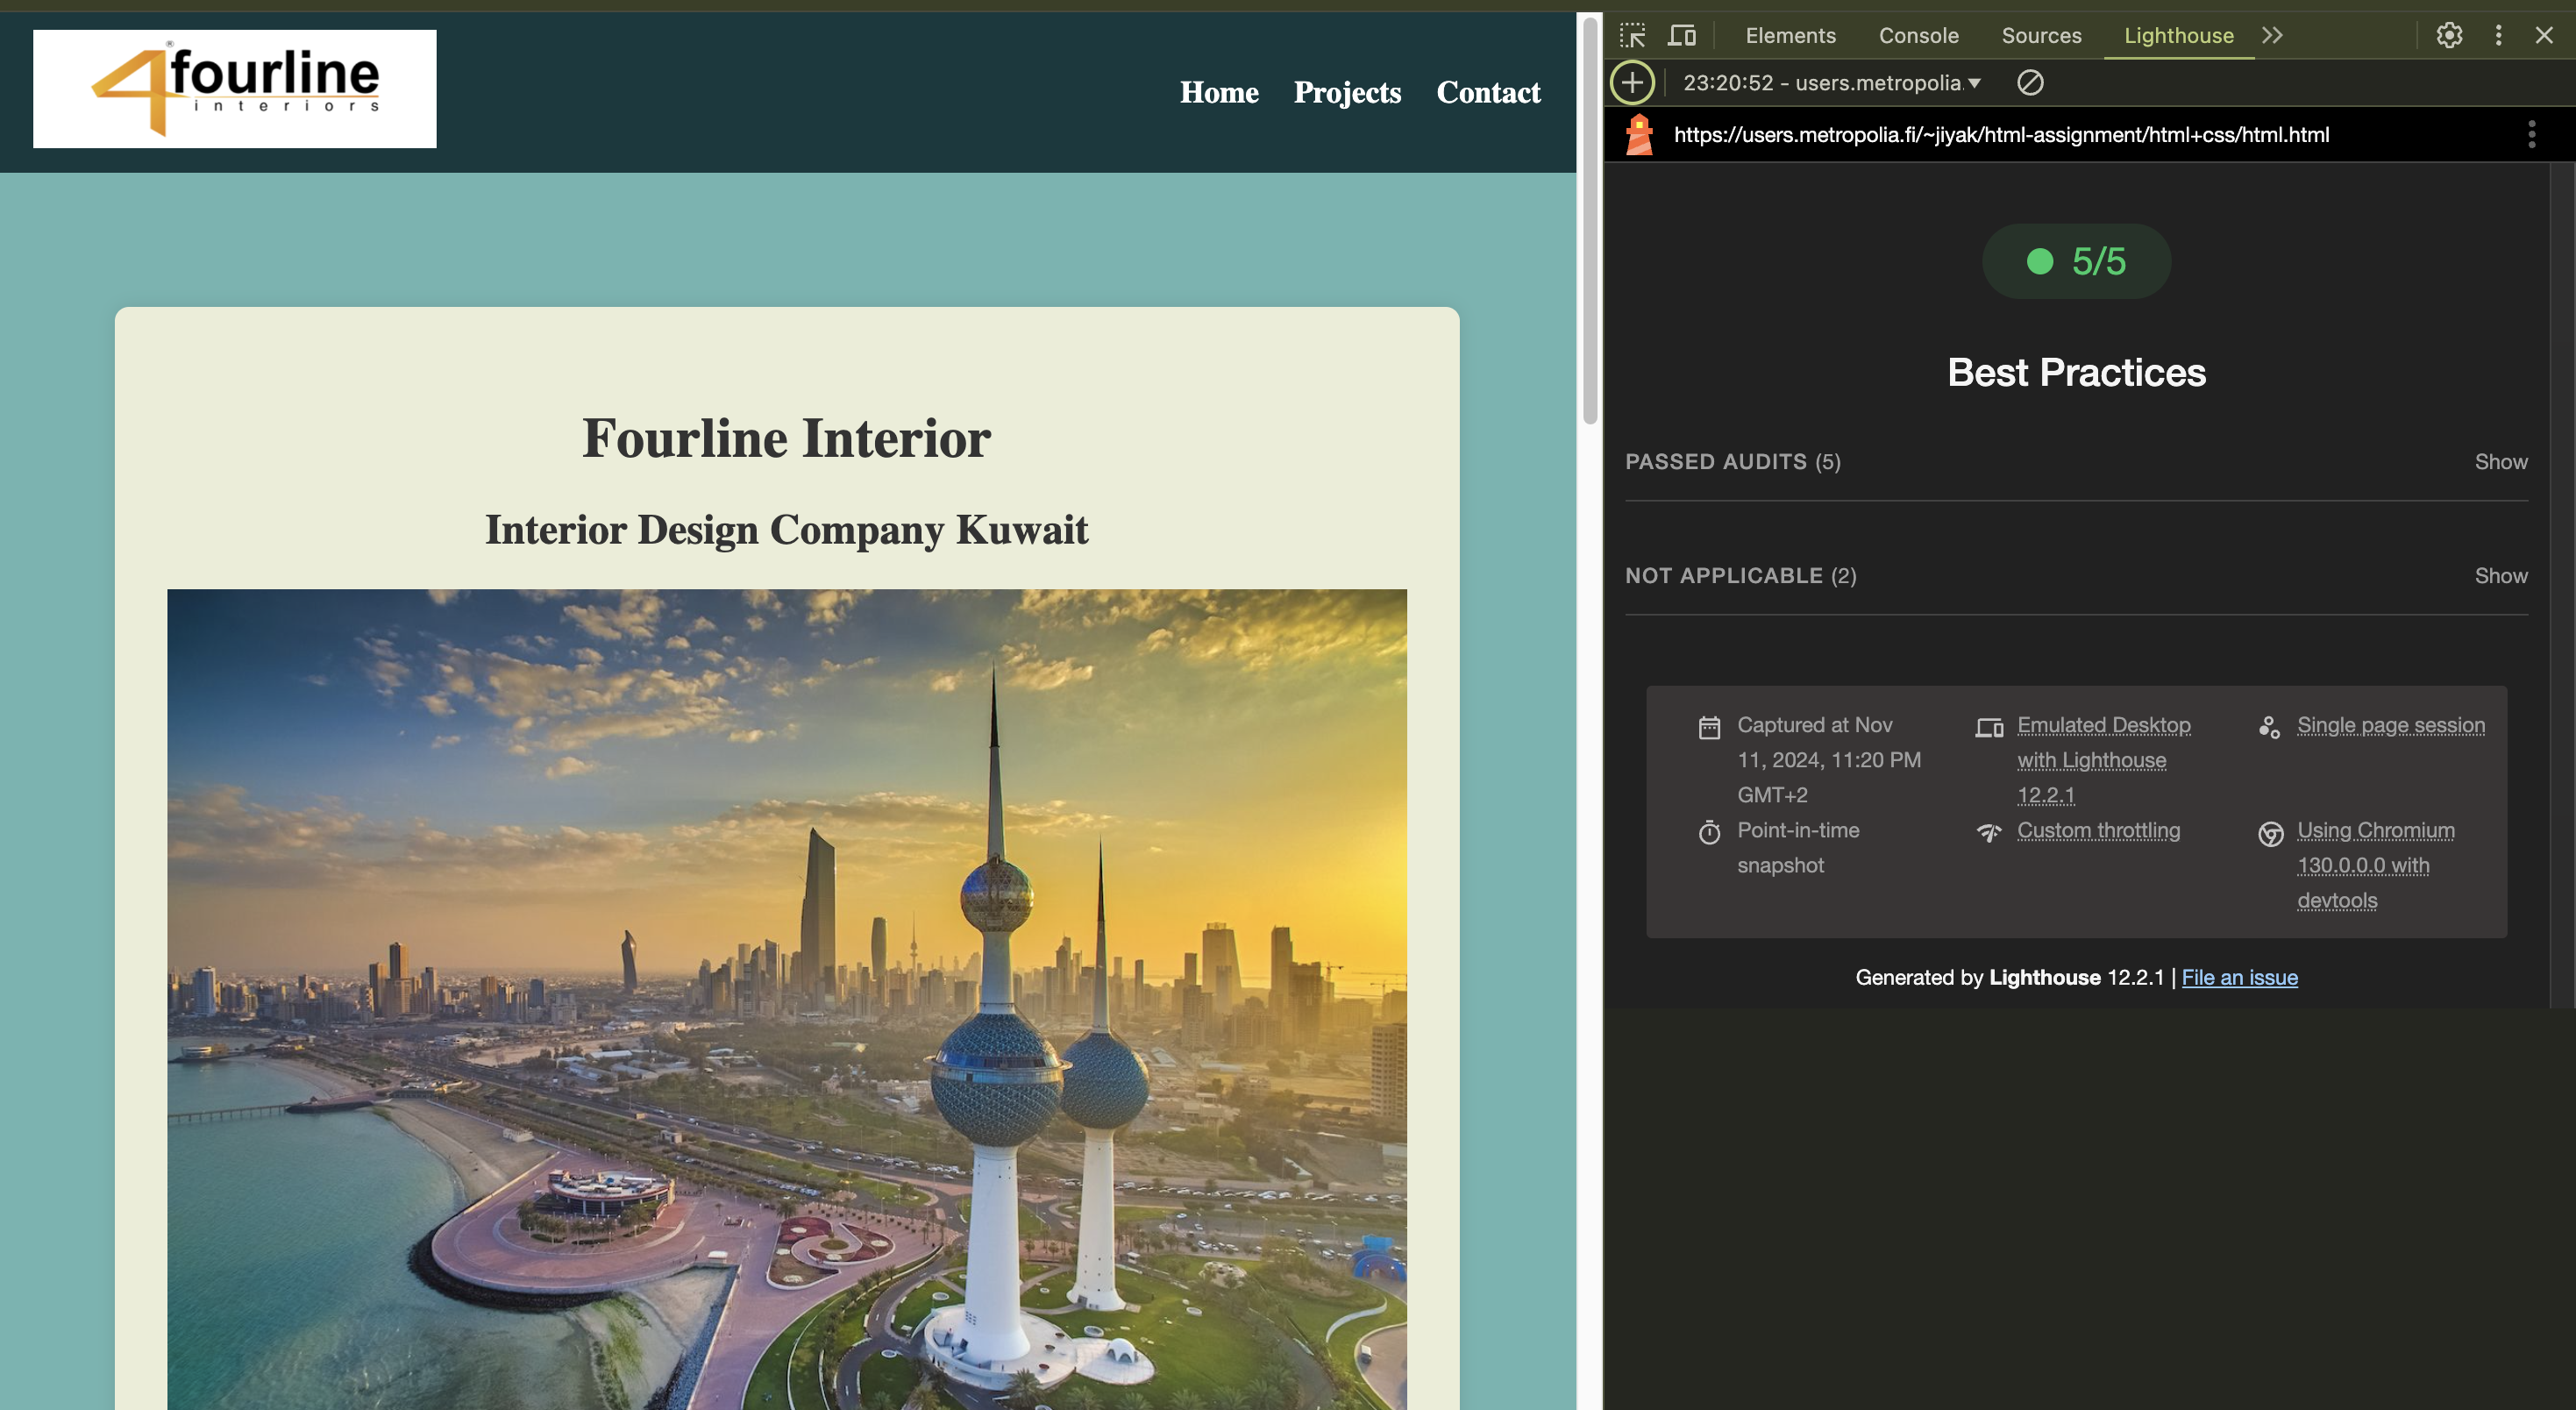 4fourline®
interiors
Home Projects Contact
Fourline Interior
Interior Design Company Kuwait
Elements Console Sources Lighthouse
23:20:52 - users.metropolia.
https://users.metropolia.fi/~jiyak/html-assignment/html+css/html.html
5/5
Best Practices
PASSED AUDITS (5) Show
NOT APPLICABLE (2) Show
Captured at Nov
11, 2024, 11:20 PM
GMT+2
Emulated Desktop
with Lighthouse
12.2.1
Single page session
Point-in-time
snapshot
Custom throttling
Using Chromium
130.0.0.0 with
devtools
Generated by Lighthouse 12.2.1 | File an issue